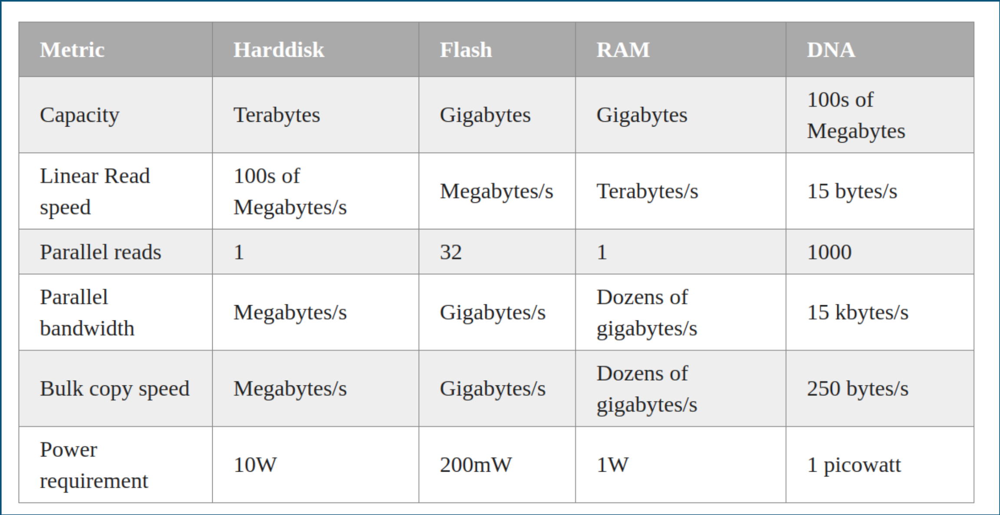 Metric Harddisk Flash RAM DNA
Capacity Terabytes Gigabytes Gigabytes 100s of
Megabytes
Linear Read
speed 100s of
Megabytes/s Megabytes/s Terabytes/s 15 bytes/s
Parallel reads 1 32 1 1000
Parallel
bandwidth Megabytes/s Gigabytes/s Dozens of
gigabytes/s 15 kbytes/s
Bulk copy speed Megabytes/s Gigabytes/s Dozens of
gigabytes/s 250 bytes/s
Power
requirement 10W 200mW 1W 1 picowatt